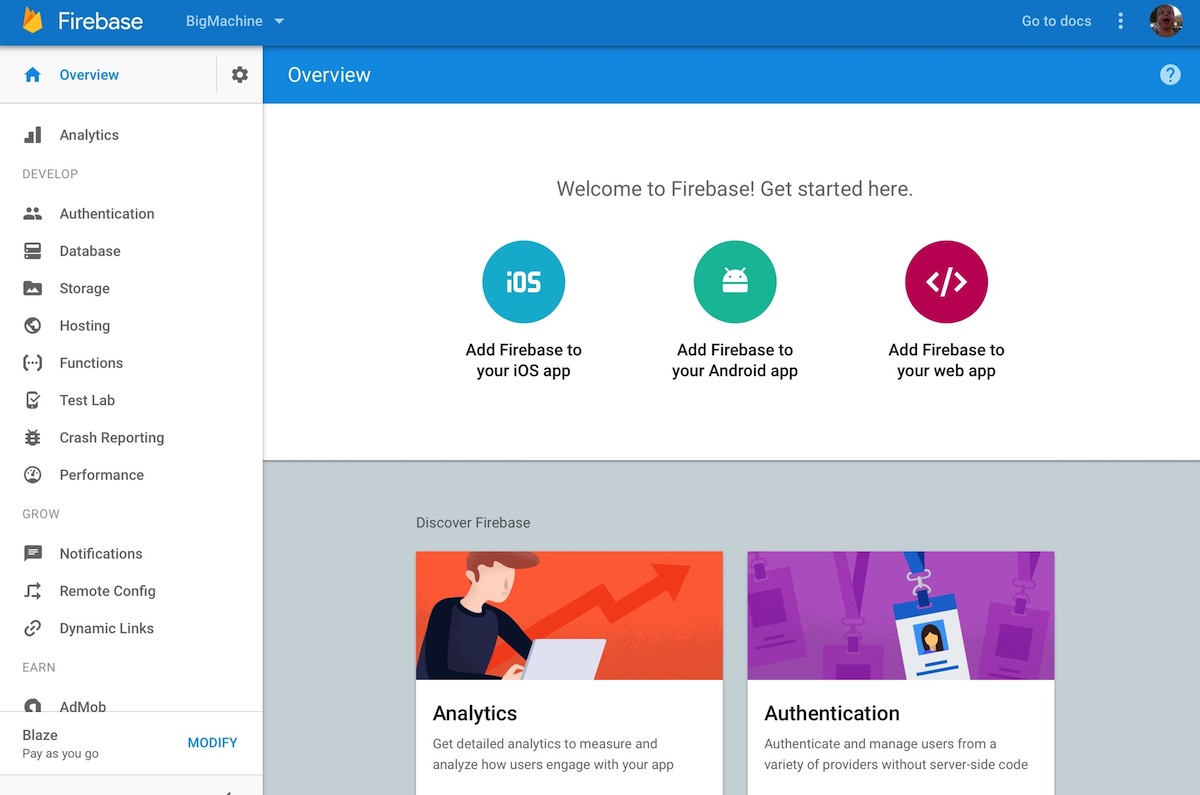 Firebase
BigMachine
Go to docs
Overview
Overview
?
Analytics
DEVELOP
Authentication
Database
Storage
Hosting
Functions
Test Lab
Crash Reporting
Performance
GROW
Notifications
Remote Config
Dynamic Links
EARN
AdMob
Blaze
Pay as you go
MODIFY
Welcome to Firebase! Get started here.
iOS
Add Firebase to
your iOS app
Add Firebase to
your Android app
</>
Add Firebase to
your web app
Discover Firebase
Analytics
Get detailed analytics to measure and
analyze how users engage with your app
Authentication
Authenticate and manage users from a
variety of providers without server-side code